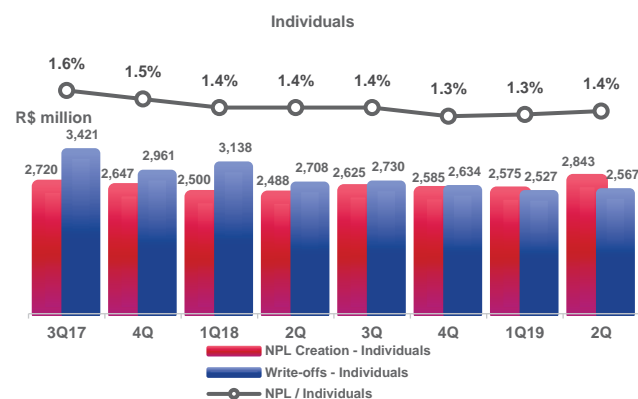 Individuals
1.6% 1.5% 1.4% 1.4% 1.4% 1.3% 1.3% 1.4%
R$ million
2,720 3,421 2,647 2,961 2,500 3,138 2,488 2,708 2,625 2,730 2,585 2,634 2,575 2,527 2,843 2,567
3Q17 4Q 1Q18 2Q 3Q 4Q 1Q19 2Q
NPL Creation - Individuals
Write-offs - Individuals
NPL / Individuals